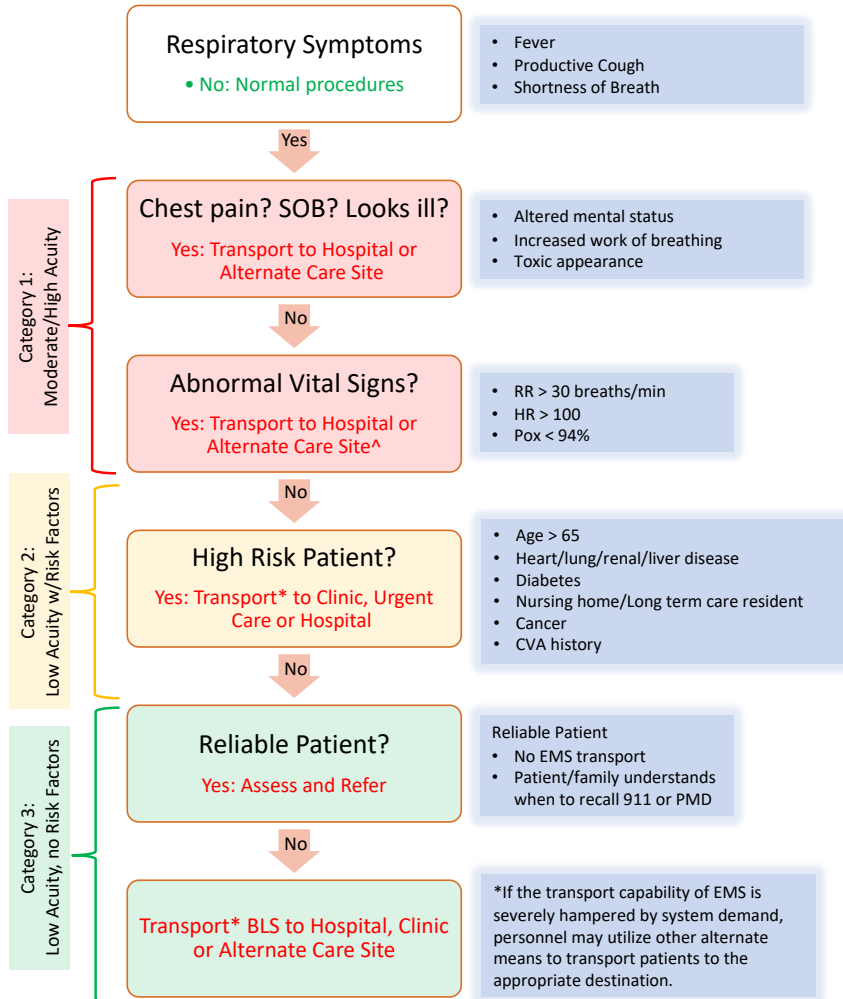 Respiratory Symptoms
• No: Normal procedures
• Fever
• Productive Cough
• Shortness of Breath
Yes
Category 1:
Moderate/High Acuity
Chest pain? SOB? Looks ill?
Yes: Transport to Hospital or
Alternate Care Site
• Altered mental status
• Increased work of breathing
• Toxic appearance
No
Abnormal Vital Signs?
Yes: Transport to Hospital or
Alternate Care Site^
• RR > 30 breaths/min
• HR > 100
• Pox < 94%
No
Category 2:
Low Acuity w/Risk Factors
High Risk Patient?
Yes: Transport* to Clinic, Urgent
Care or Hospital
• Age > 65
• Heart/lung/renal/liver disease
• Diabetes
• Nursing home/Long term care resident
• Cancer
• CVA history
No
Category 3:
Low Acuity, no Risk Factors
Reliable Patient?
Yes: Assess and Refer
Reliable Patient
• No EMS transport
• Patient/family understands
when to recall 911 or PMD
No
Transport* BLS to Hospital, Clinic
or Alternate Care Site
*If the transport capability of EMS is
severely hampered by system demand,
personnel may utilize other alternate
means to transport patients to the
appropriate destination.